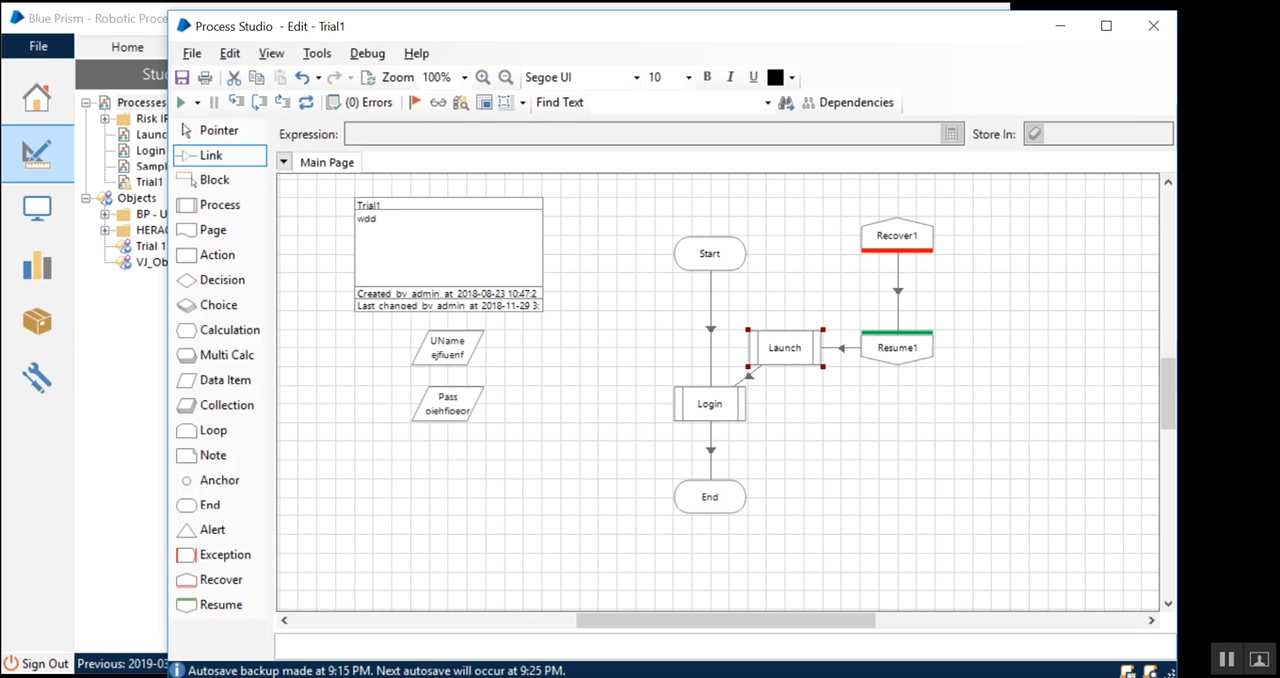 Blue Prism - Robotic Proce
Process Studio - Edit - Trial1
File
Home
File Edit View Tools Debug Help
Stu
Zoom 100% Segoe UI 10 B I U
(0) Errors Find Text Dependencies
Processes
Risk I
Launc
Login
Samp
Trial1
Objects
BP - U
HERAC
Trial 1
VJ_Ob
Pointer
Link
Block
Process
Page
Action
Decision
Choice
Calculation
Multi Calc
Data Item
Collection
Loop
Note
Anchor
End
Alert
Exception
Recover
Resume
Expression:
Store In:
Main Page
Trial1
wdd
Created by admin at 2018-08-23 10:47:2
Last changed by admin at 2018-11-29 3:
UName
ejfiuenf
Pass
oiehfioeor
Start
Recover1
Launch
Resume1
Login
End
Sign Out
Previous: 2019-03
Autosave backup made at 9:15 PM. Next autosave will occur at 9:25 PM.